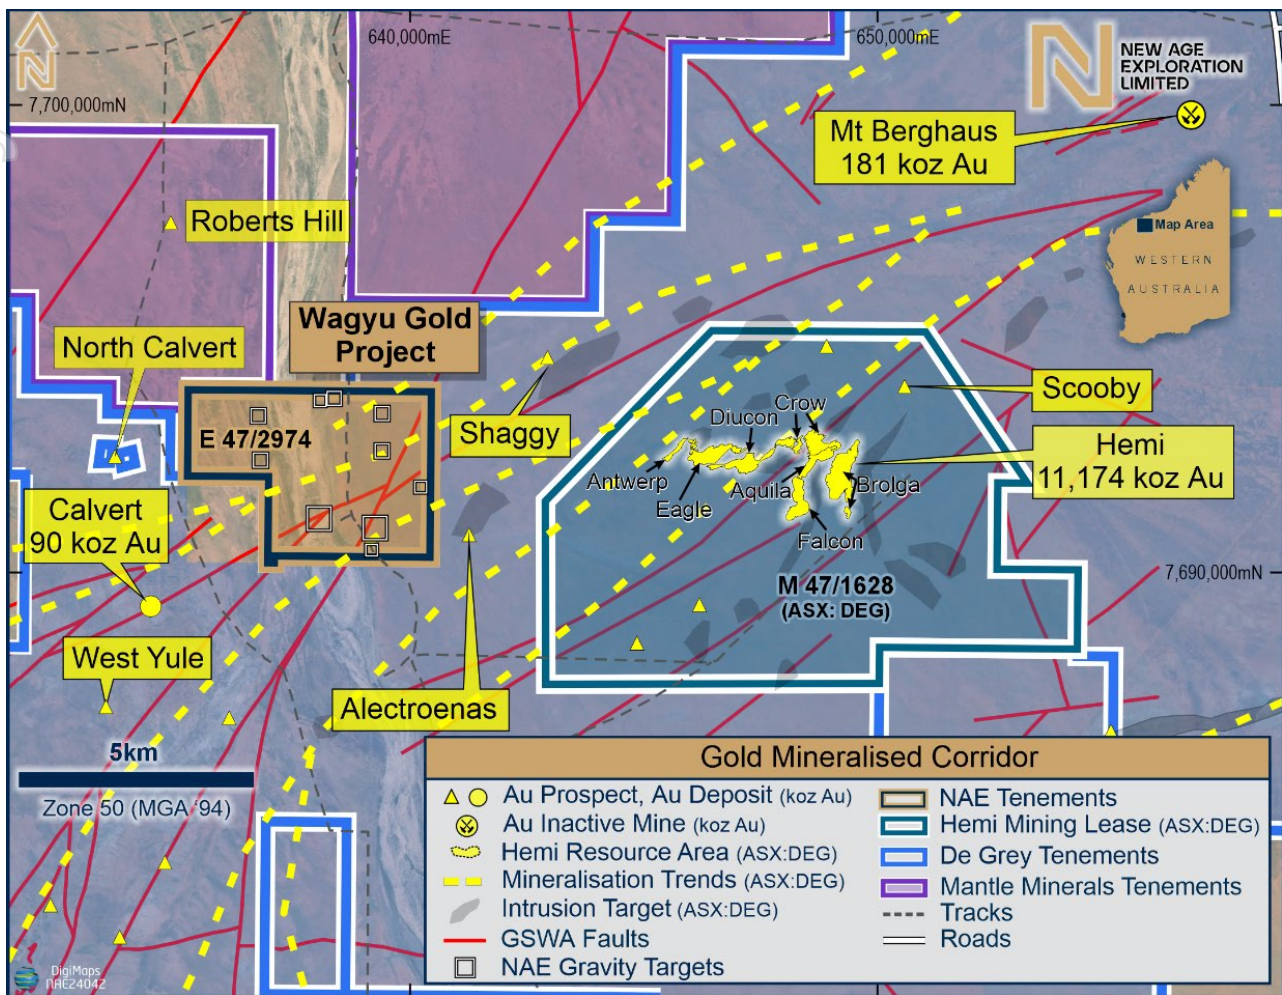 640,000mE
650,000mE
N
N
NEW AGE
EXPLORATION
LIMITED
7,700,000mN
Mt Berghaus
181 koz Au
Roberts Hill
Map Area
WESTERN
AUSTRALIA
Wagyu Gold
Project
North Calvert
E 47/2974
Shaggy
Scooby
Crow
Diucon
Hemi
11,174 koz Au
Antwerp
Eagle
Aquila
Brolga
Falcon
Calvert
90 koz Au
7,690,000mN
M 47/1628
(ASX: DEG)
West Yule
Alectroenas
5km
Zone 50 (MGA '94)
Gold Mineralised Corridor
Au Prospect, Au Deposit (koz Au)
Au Inactive Mine (koz Au)
Hemi Resource Area (ASX:DEG)
Mineralisation Trends (ASX:DEG)
Intrusion Target (ASX:DEG)
GSWA Faults
NAE Gravity Targets
NAE Tenements
Hemi Mining Lease (ASX:DEG)
De Grey Tenements
Mantle Minerals Tenements
Tracks
Roads
DigiMaps
NAE24042